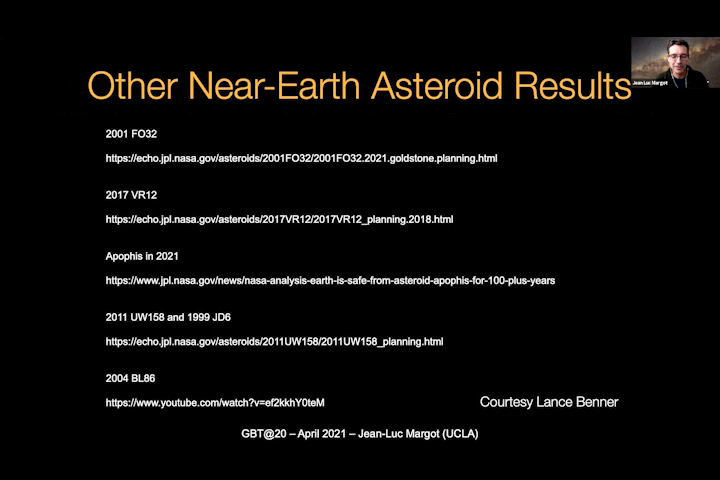 Jean Luc Margot
Other Near-Earth Asteroid Results
2001 FO32
https://echo.jpl.nasa.gov/asteroids/2001FO32/2001FO32.2021.goldstone.planning.html
2017 VR12
https://echo.jpl.nasa.gov/asteroids/2017VR12/2017VR12_planning.2018.html
Apophis in 2021
https://www.jpl.nasa.gov/news/nasa-analysis-earth-is-safe-from-asteroid-apophis-for-100-plus-years
2011 UW158 and 1999 JD6
https://echo.jpl.nasa.gov/asteroids/2011UW158/2011UW158_planning.html
2004 BL86
https://www.youtube.com/watch?v=ef2kkhY0teM
Courtesy Lance Benner
GBT@20 – April 2021 – Jean-Luc Margot (UCLA)